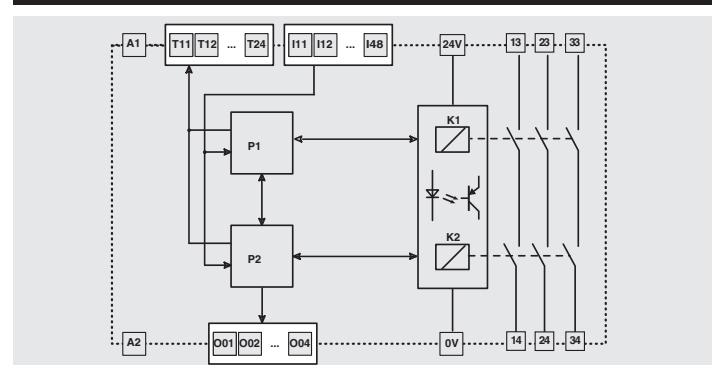 A1 T11 T12 ... T24 I11 I12 ... I48 24V 13 23 33
K1
P1
K2
P2
A2 O01 O02 ... O04 0V 14 24 34